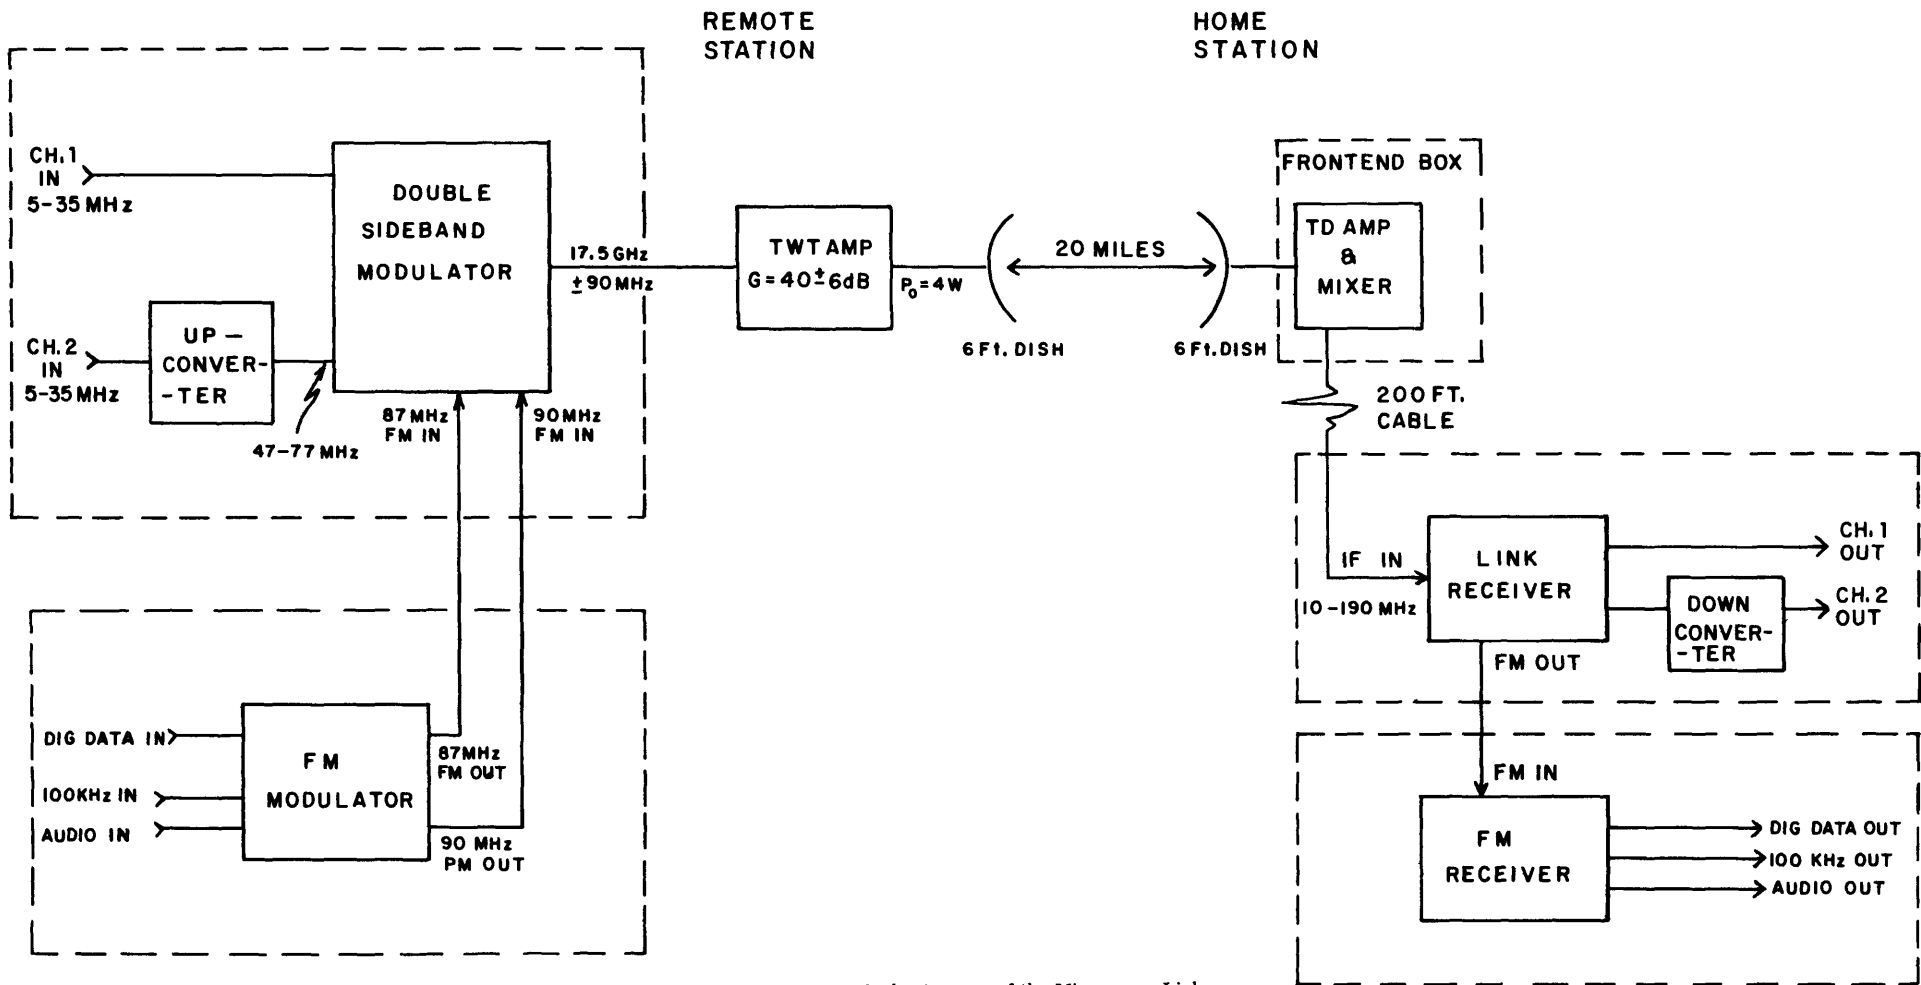 REMOTE
STATION
HOME
STATION
CH.1
IN
5-35 MHz
DOUBLE
SIDEBAND
MODULATOR
CH.2
IN
5-35 MHz
UP-
CONVER-
-TER
47-77 MHz
87 MHz
FM IN
90 MHz
FM IN
17.5 GHz
±90 MHz
TWT AMP
G=40±6dB
P₀=4W
20 MILES
6 Ft. DISH
6 Ft. DISH
FRONTEND BOX
TD AMP
&
MIXER
200 FT.
CABLE
IF IN
10-190 MHz
LINK
RECEIVER
CH.1
OUT
DOWN
CONVER-
-TER
CH.2
OUT
FM OUT
DIG DATA IN
100KHz IN
AUDIO IN
FM
MODULATOR
87MHz
FM OUT
90 MHz
PM OUT
FM IN
FM
RECEIVER
DIG DATA OUT
100 KHz OUT
AUDIO OUT